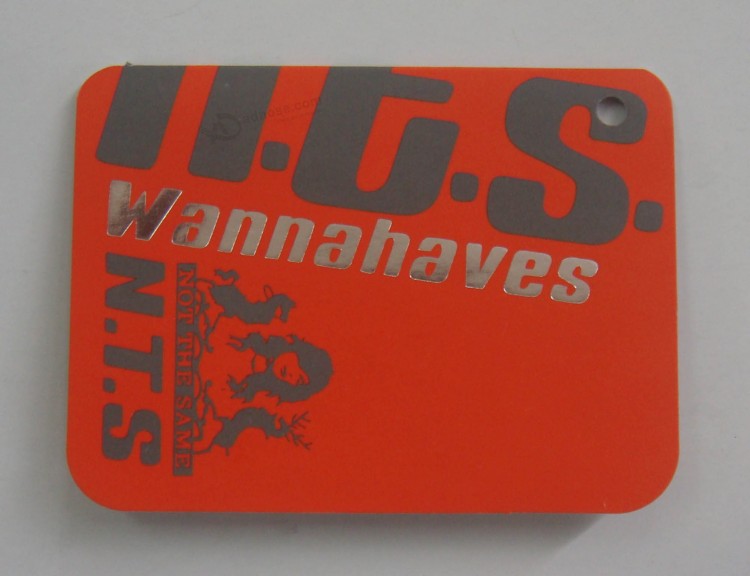 n.t.s.
Wannahaves
N.T.S
NOT THE SAME